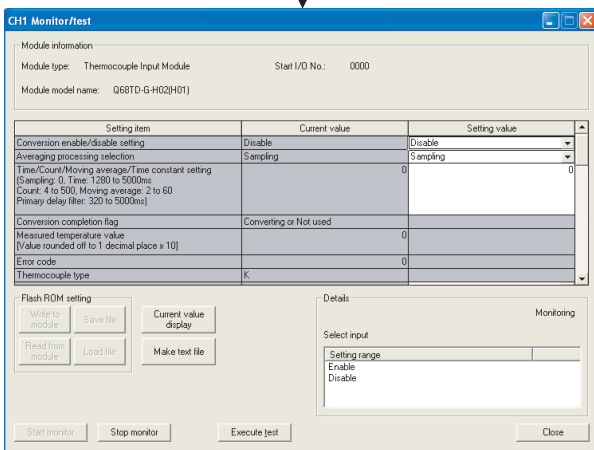 CH1 Monitor/test
Module information
Module type: Thermocouple Input Module Start I/O No.: 0000
Module model name: Q68TD-G-H02(H01)
Setting item Current value Setting value
Conversion enable/disable setting Disable Disable
Averaging processing selection Sampling Sampling
Time/Count/Moving average/Time constant setting 0 0
(Sampling: 0, Time: 1280 to 5000ms
Count: 4 to 500, Moving average: 2 to 60
Primary delay filter: 320 to 5000ms)
Conversion completion flag Converting or Not used
Measured temperature value 0
(Value rounded off to 1 decimal place x 10)
Error code 0
Thermocouple type K
Flash ROM setting Details
Write to module Save file Current value display Monitoring
Read from module Load file Make text file Select input
Setting range
Enable
Disable
Start monitor Stop monitor Execute test Close